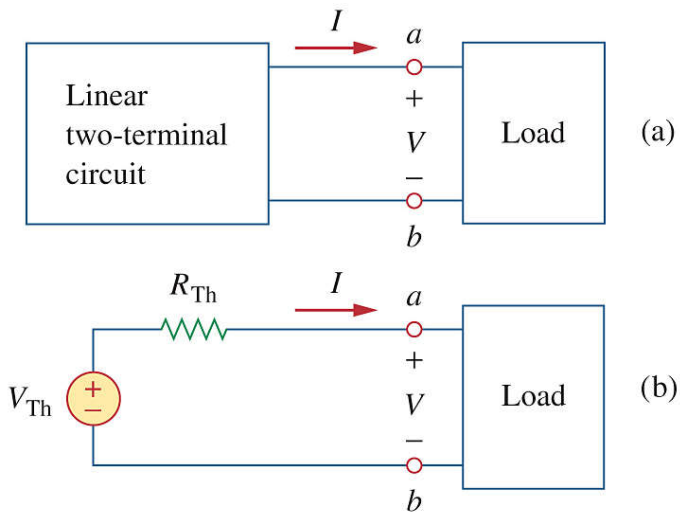 I
a
Linear
two-terminal
circuit
+
V
−
Load
(a)
b
R_Th
I
a
V_Th
+
−
+
V
−
Load
(b)
b